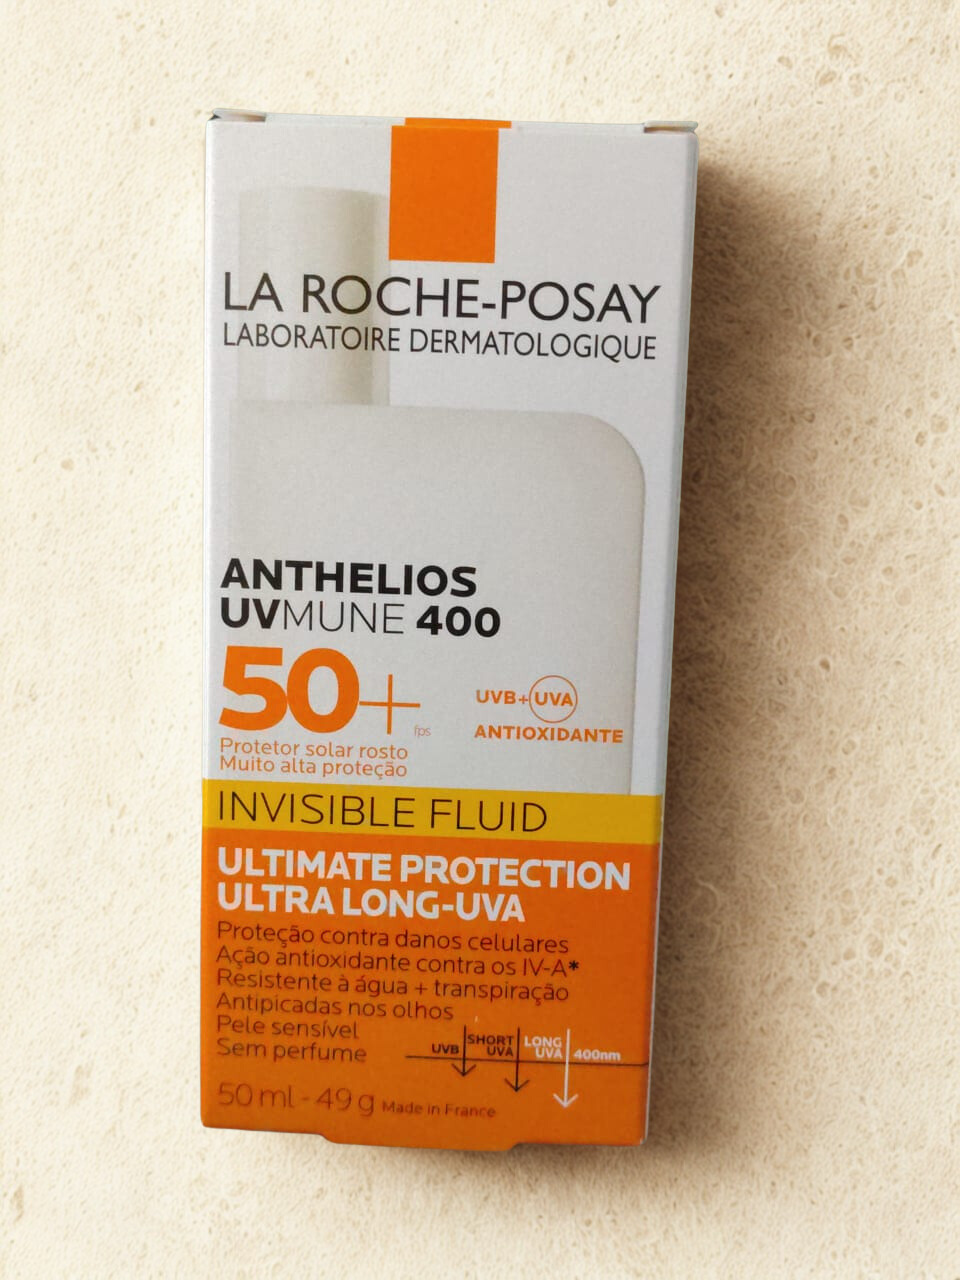 LA ROCHE-POSAY
LABORATOIRE DERMATOLOGIQUE
ANTHELIOS
UVMUNE 400
50+
fps
UVB+UVA
ANTIOXIDANTE
Protetor solar rosto
Muito alta proteção
INVISIBLE FLUID
ULTIMATE PROTECTION
ULTRA LONG-UVA
Proteção contra danos celulares
Ação antioxidante contra os IV-A*
Resistente à água + transpiração
Antipicadas nos olhos
Pele sensível
Sem perfume
UVB
SHORT
UVA
LONG
UVA
400nm
50 ml - 49 g Made in France